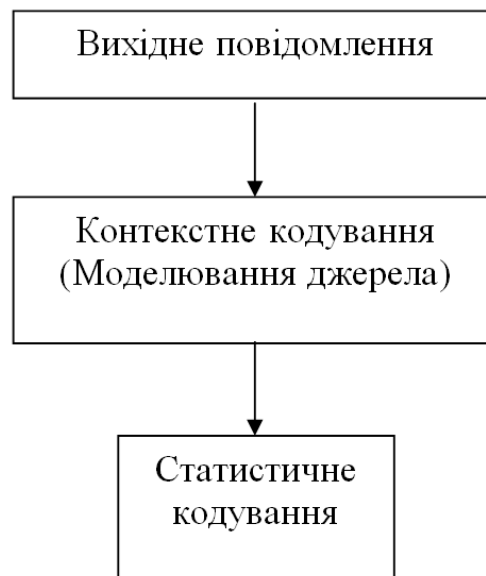 Вихідне повідомлення
Контекстне кодування
(Моделювання джерела)
Статистичне
кодування